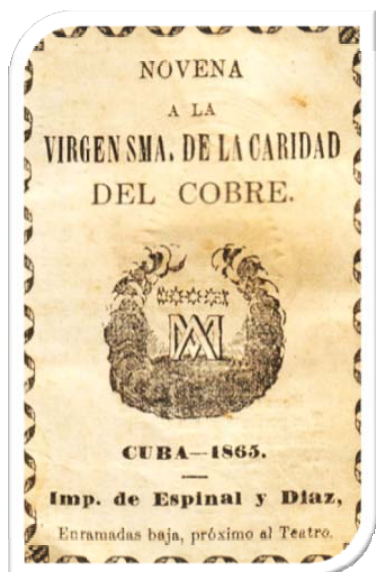 NOVENA
A LA
VIRGEN SMA. DE LA CARIDAD
DEL COBRE.
MA
CUBA—1865.
Imp. de Espinal y Diaz,
Enramadas baja, próximo al Teatro.